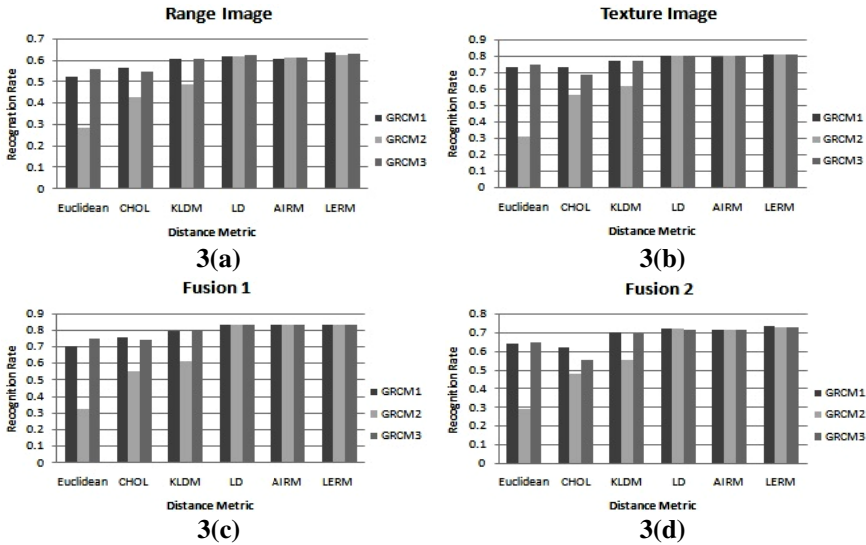 Range Image
Recognition Rate
0.7
0.6
0.5
0.4
0.3
0.2
0.1
0
Euclidean CHOL KLDM LD AIRM LERM
Distance Metric
GRCM1
GRCM2
GRCM3
3(a)
Texture Image
Recognition Rate
0.9
0.8
0.7
0.6
0.5
0.4
0.3
0.2
0.1
0
Euclidean CHOL KLDM LD AIRM LERM
Distance Metric
GRCM1
GRCM2
GRCM3
3(b)
Fusion 1
Recognition Rate
0.9
0.8
0.7
0.6
0.5
0.4
0.3
0.2
0.1
0
Euclidean CHOL KLDM LD AIRM LERM
Distance Metric
GRCM1
GRCM2
GRCM3
3(c)
Fusion 2
Recognition Rate
0.8
0.7
0.6
0.5
0.4
0.3
0.2
0.1
0
Euclidean CHOL KLDM LD AIRM LERM
Distance Metric
GRCM1
GRCM2
GRCM3
3(d)